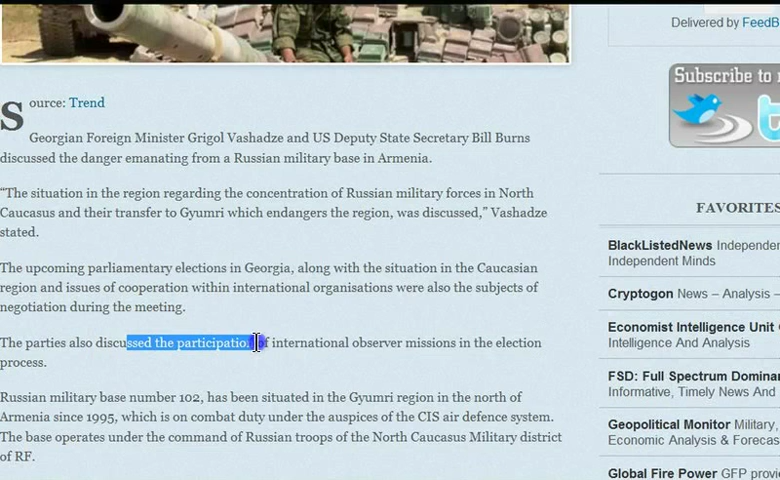 Delivered by FeedB
Subscribe to
Source: Trend
Georgian Foreign Minister Grigol Vashadze and US Deputy State Secretary Bill Burns
discussed the danger emanating from a Russian military base in Armenia.
“The situation in the region regarding the concentration of Russian military forces in North
Caucasus and their transfer to Gyumri which endangers the region, was discussed,” Vashadze
stated.
The upcoming parliamentary elections in Georgia, along with the situation in the Caucasian
region and issues of cooperation within international organisations were also the subjects of
negotiation during the meeting.
The parties also discussed the participation of international observer missions in the election
process.
Russian military base number 102, has been situated in the Gyumri region in the north of
Armenia since 1995, which is on combat duty under the auspices of the CIS air defence system.
The base operates under the command of Russian troops of the North Caucasus Military district
of RF.
FAVORITES
BlackListedNews Independen
Independent Minds
Cryptogon News – Analysis –
Economist Intelligence Unit
Intelligence And Analysis
FSD: Full Spectrum Dominan
Informative, Timely News And
Geopolitical Monitor Military,
Economic Analysis & Forecas
Global Fire Power GFP provi